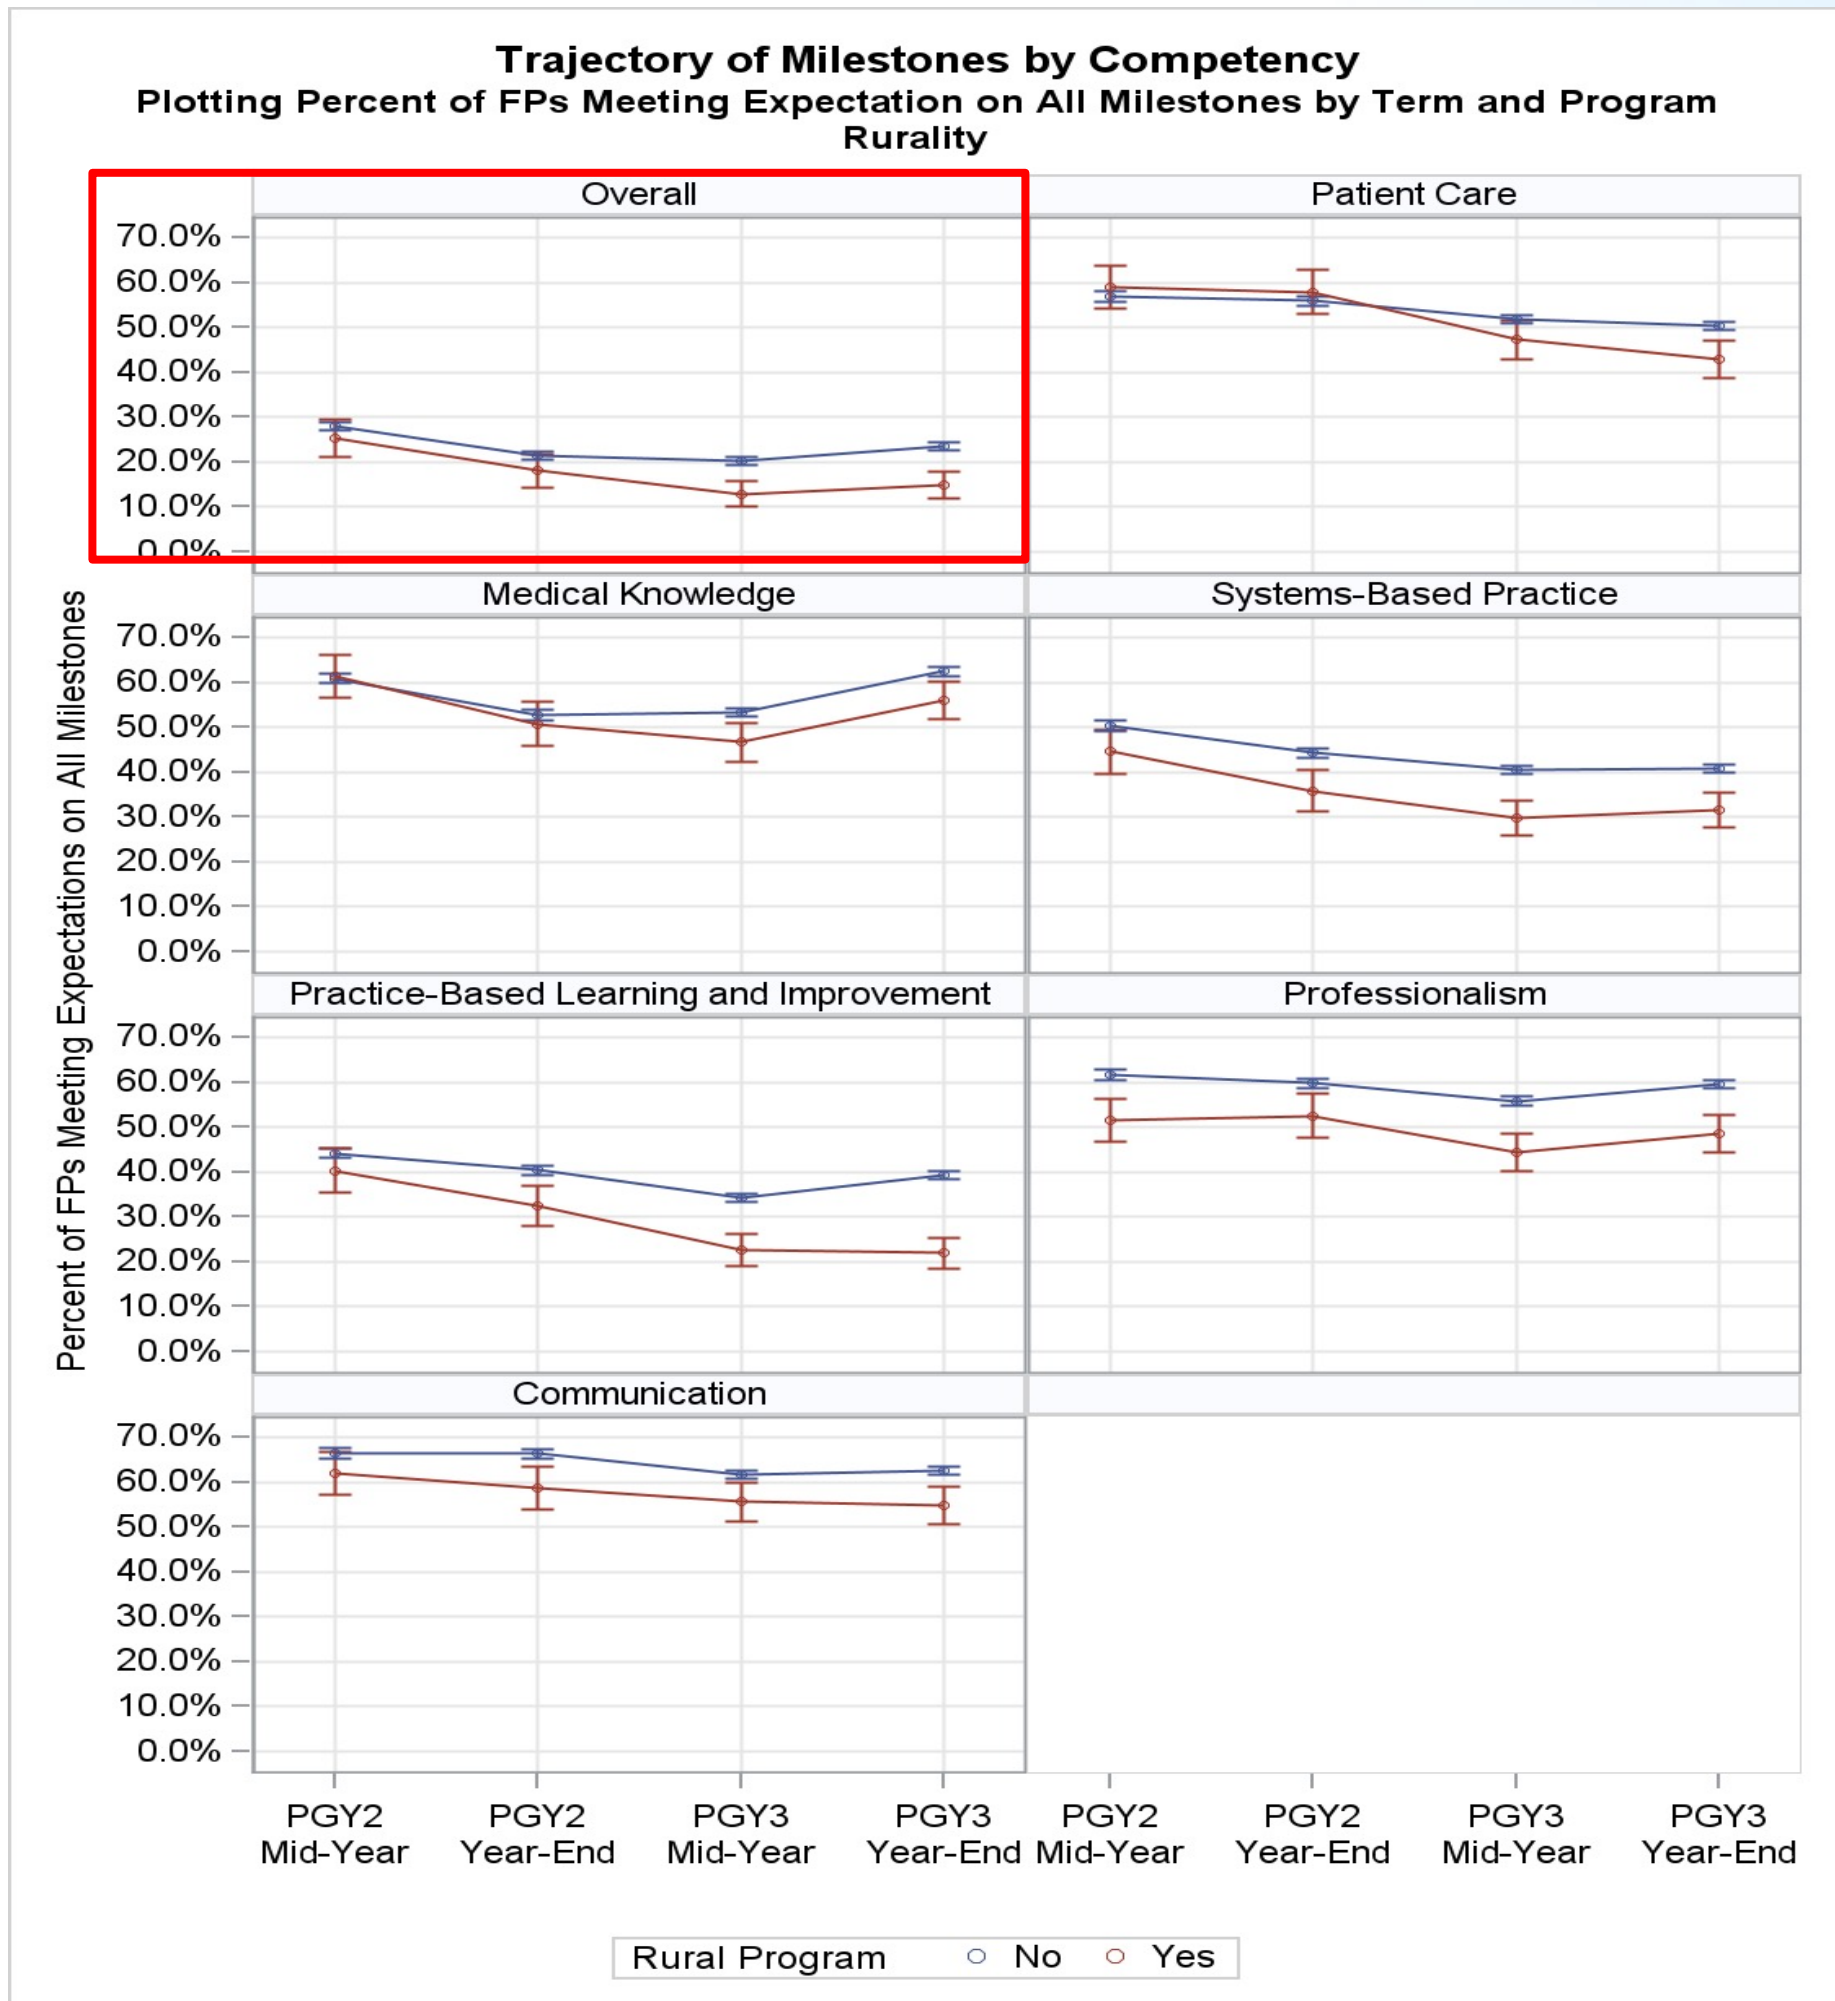 Trajectory of Milestones by Competency
Plotting Percent of FPs Meeting Expectation on All Milestones by Term and Program
Rurality
Percent of FPs Meeting Expectations on All Milestones
Overall
70.0%
60.0%
50.0%
40.0%
30.0%
20.0%
10.0%
0.0%
Patient Care
Medical Knowledge
70.0%
60.0%
50.0%
40.0%
30.0%
20.0%
10.0%
0.0%
Systems-Based Practice
Practice-Based Learning and Improvement
70.0%
60.0%
50.0%
40.0%
30.0%
20.0%
10.0%
0.0%
Professionalism
Communication
70.0%
60.0%
50.0%
40.0%
30.0%
20.0%
10.0%
0.0%
PGY2
Mid-Year
PGY2
Year-End
PGY3
Mid-Year
PGY3
Year-End
PGY2
Mid-Year
PGY2
Year-End
PGY3
Mid-Year
PGY3
Year-End
Rural Program No Yes